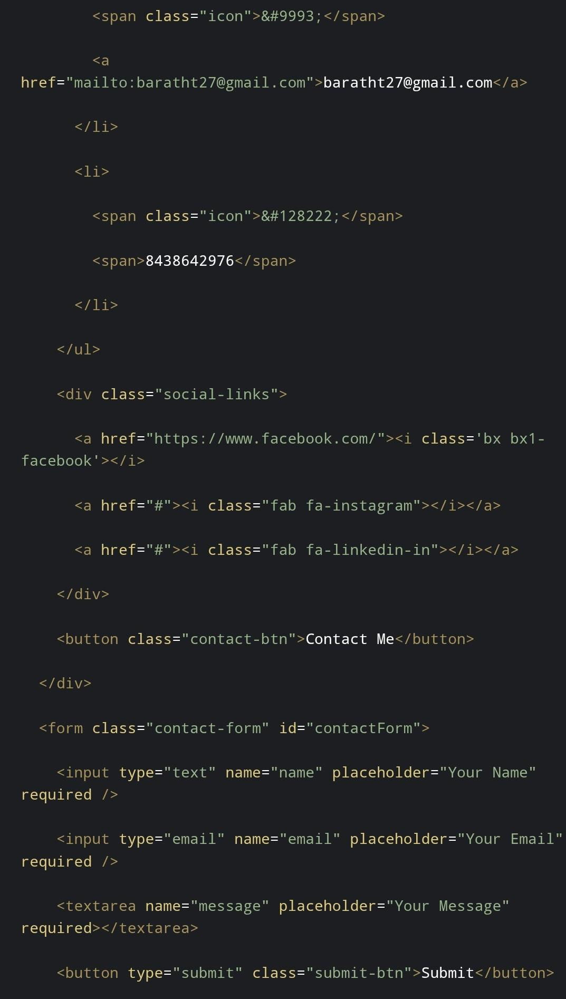 <span class="icon">&#9993;</span>
<a
href="mailto:baratht27@gmail.com">baratht27@gmail.com</a>
</li>
<li>
<span class="icon">&#128222;</span>
<span>8438642976</span>
</li>
</ul>
<div class="social-links">
<a href="https://www.facebook.com/"><i class='bx bx1-
facebook'></i>
<a href="#"><i class="fab fa-instagram"></i></a>
<a href="#"><i class="fab fa-linkedin-in"></i></a>
</div>
<button class="contact-btn">Contact Me</button>
</div>
<form class="contact-form" id="contactForm">
<input type="text" name="name" placeholder="Your Name"
required />
<input type="email" name="email" placeholder="Your Email"
required />
<textarea name="message" placeholder="Your Message"
required></textarea>
<button type="submit" class="submit-btn">Submit</button>